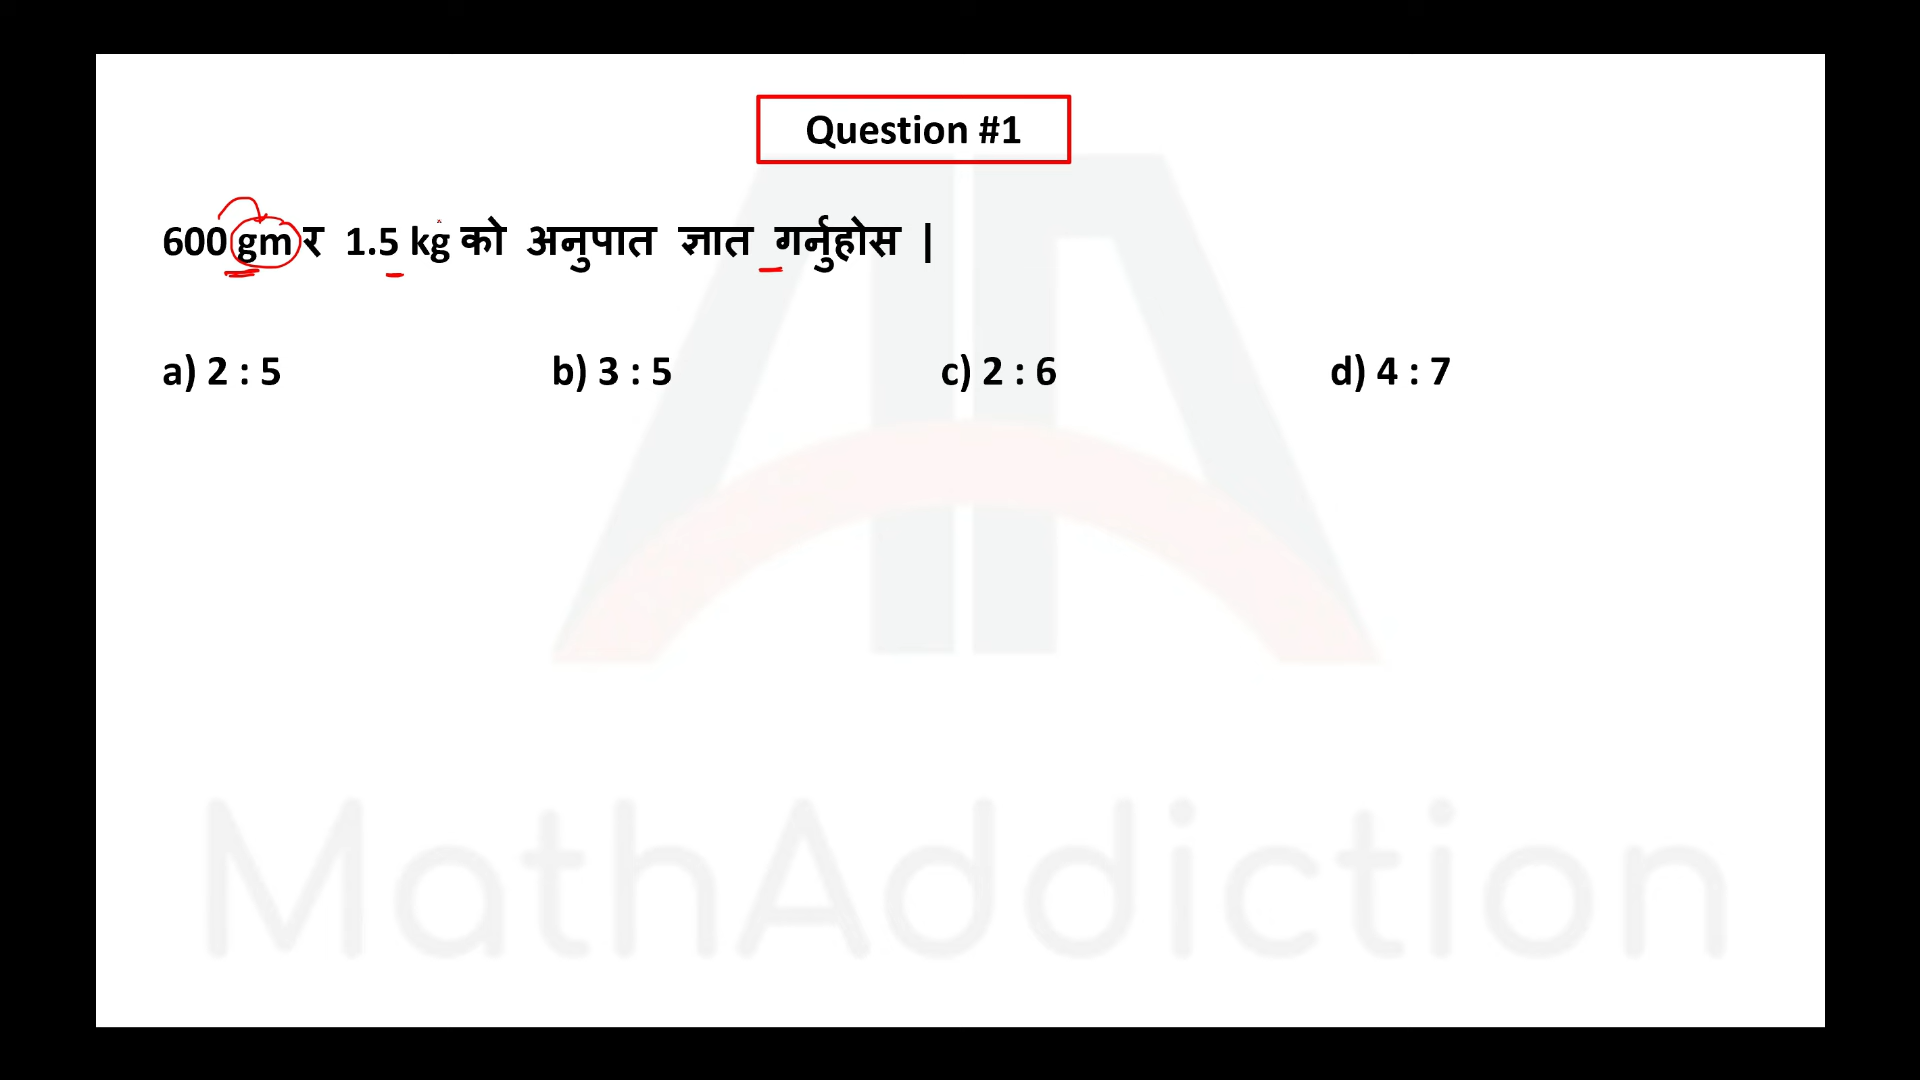 Question #1
600 gm र 1.5 kg को अनुपात ज्ञात गर्नुहोस |
a) 2 : 5 b) 3 : 5 c) 2 : 6 d) 4 : 7
MathAddiction